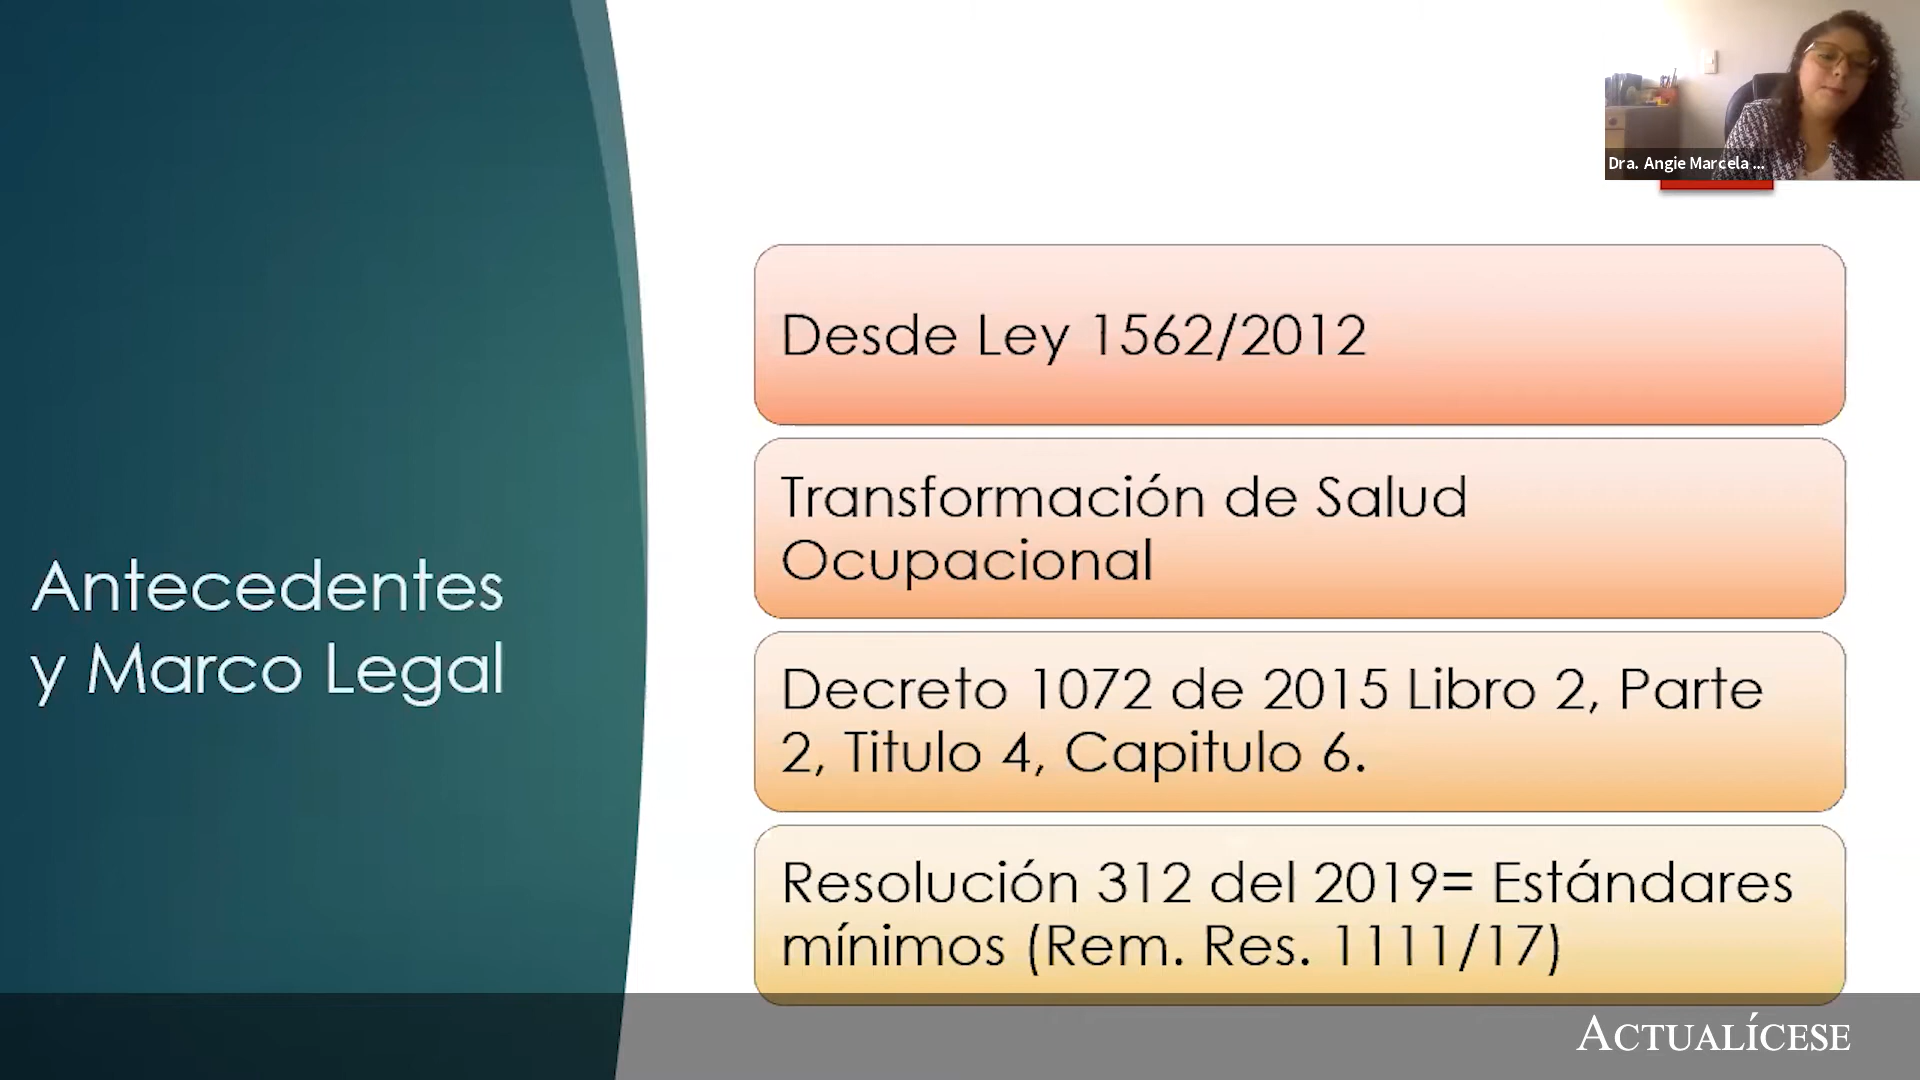 Dra. Angie Marcela ...
Desde Ley 1562/2012
Transformación de Salud
Ocupacional
Antecedentes
y Marco Legal
Decreto 1072 de 2015 Libro 2, Parte
2, Titulo 4, Capitulo 6.
Resolución 312 del 2019= Estándares
mínimos (Rem. Res. 1111/17)
ACTUALÍCESE